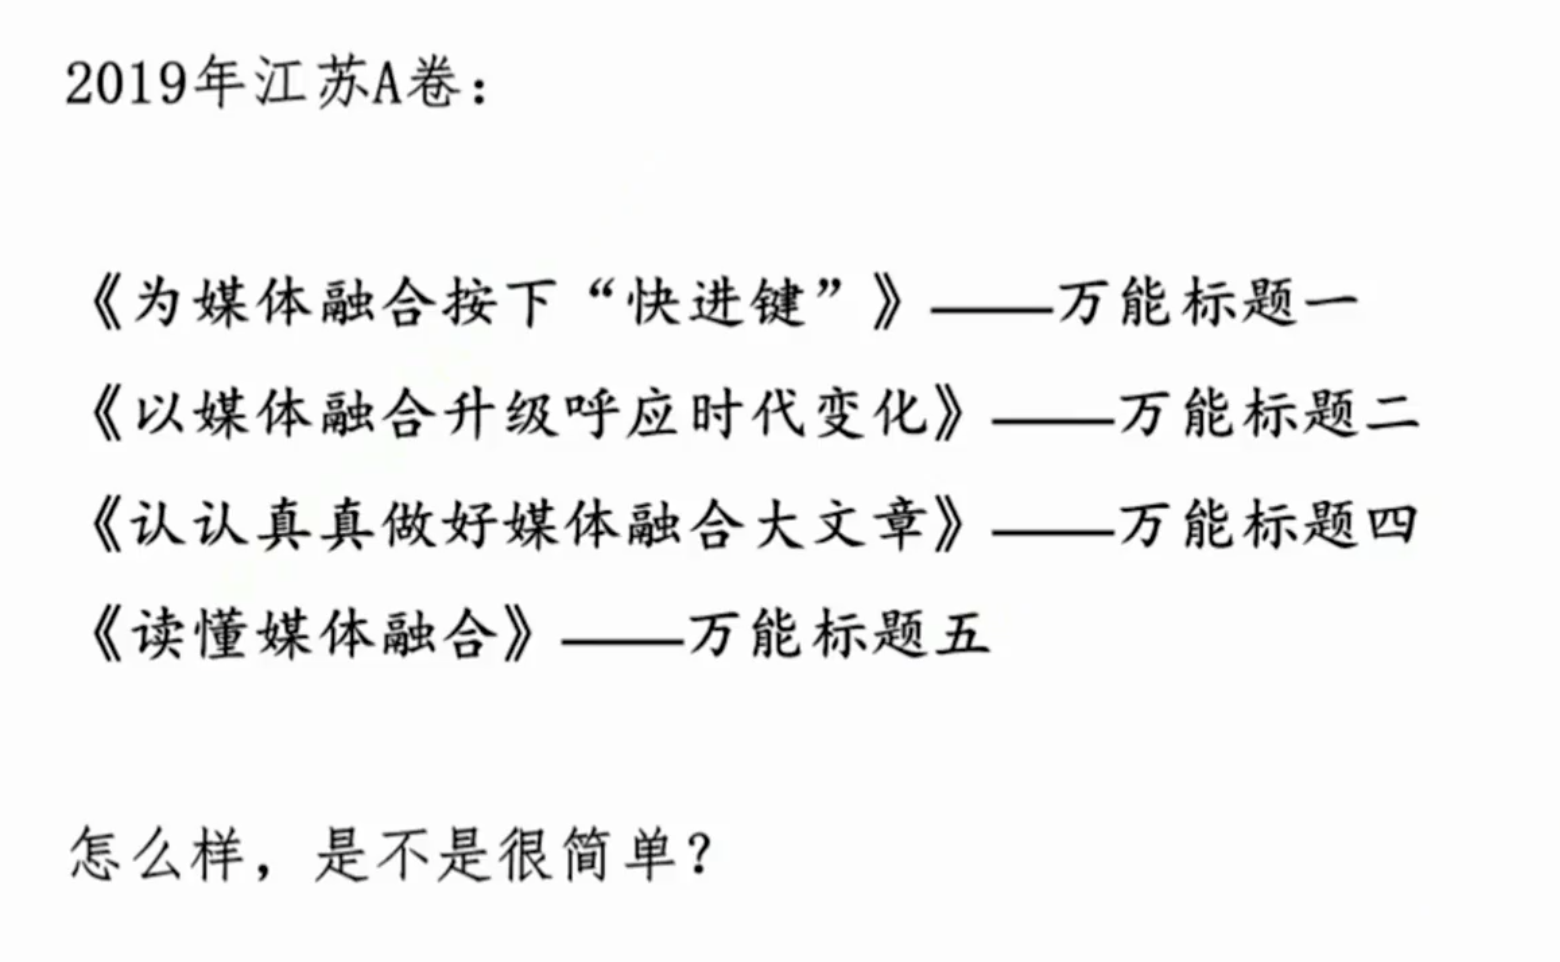 2019年江苏A卷：
《为媒体融合按下“快进键”》——万能标题一
《以媒体融合升级呼应时代变化》——万能标题二
《认认真真做好媒体融合大文章》——万能标题四
《读懂媒体融合》——万能标题五
怎么样，是不是很简单？